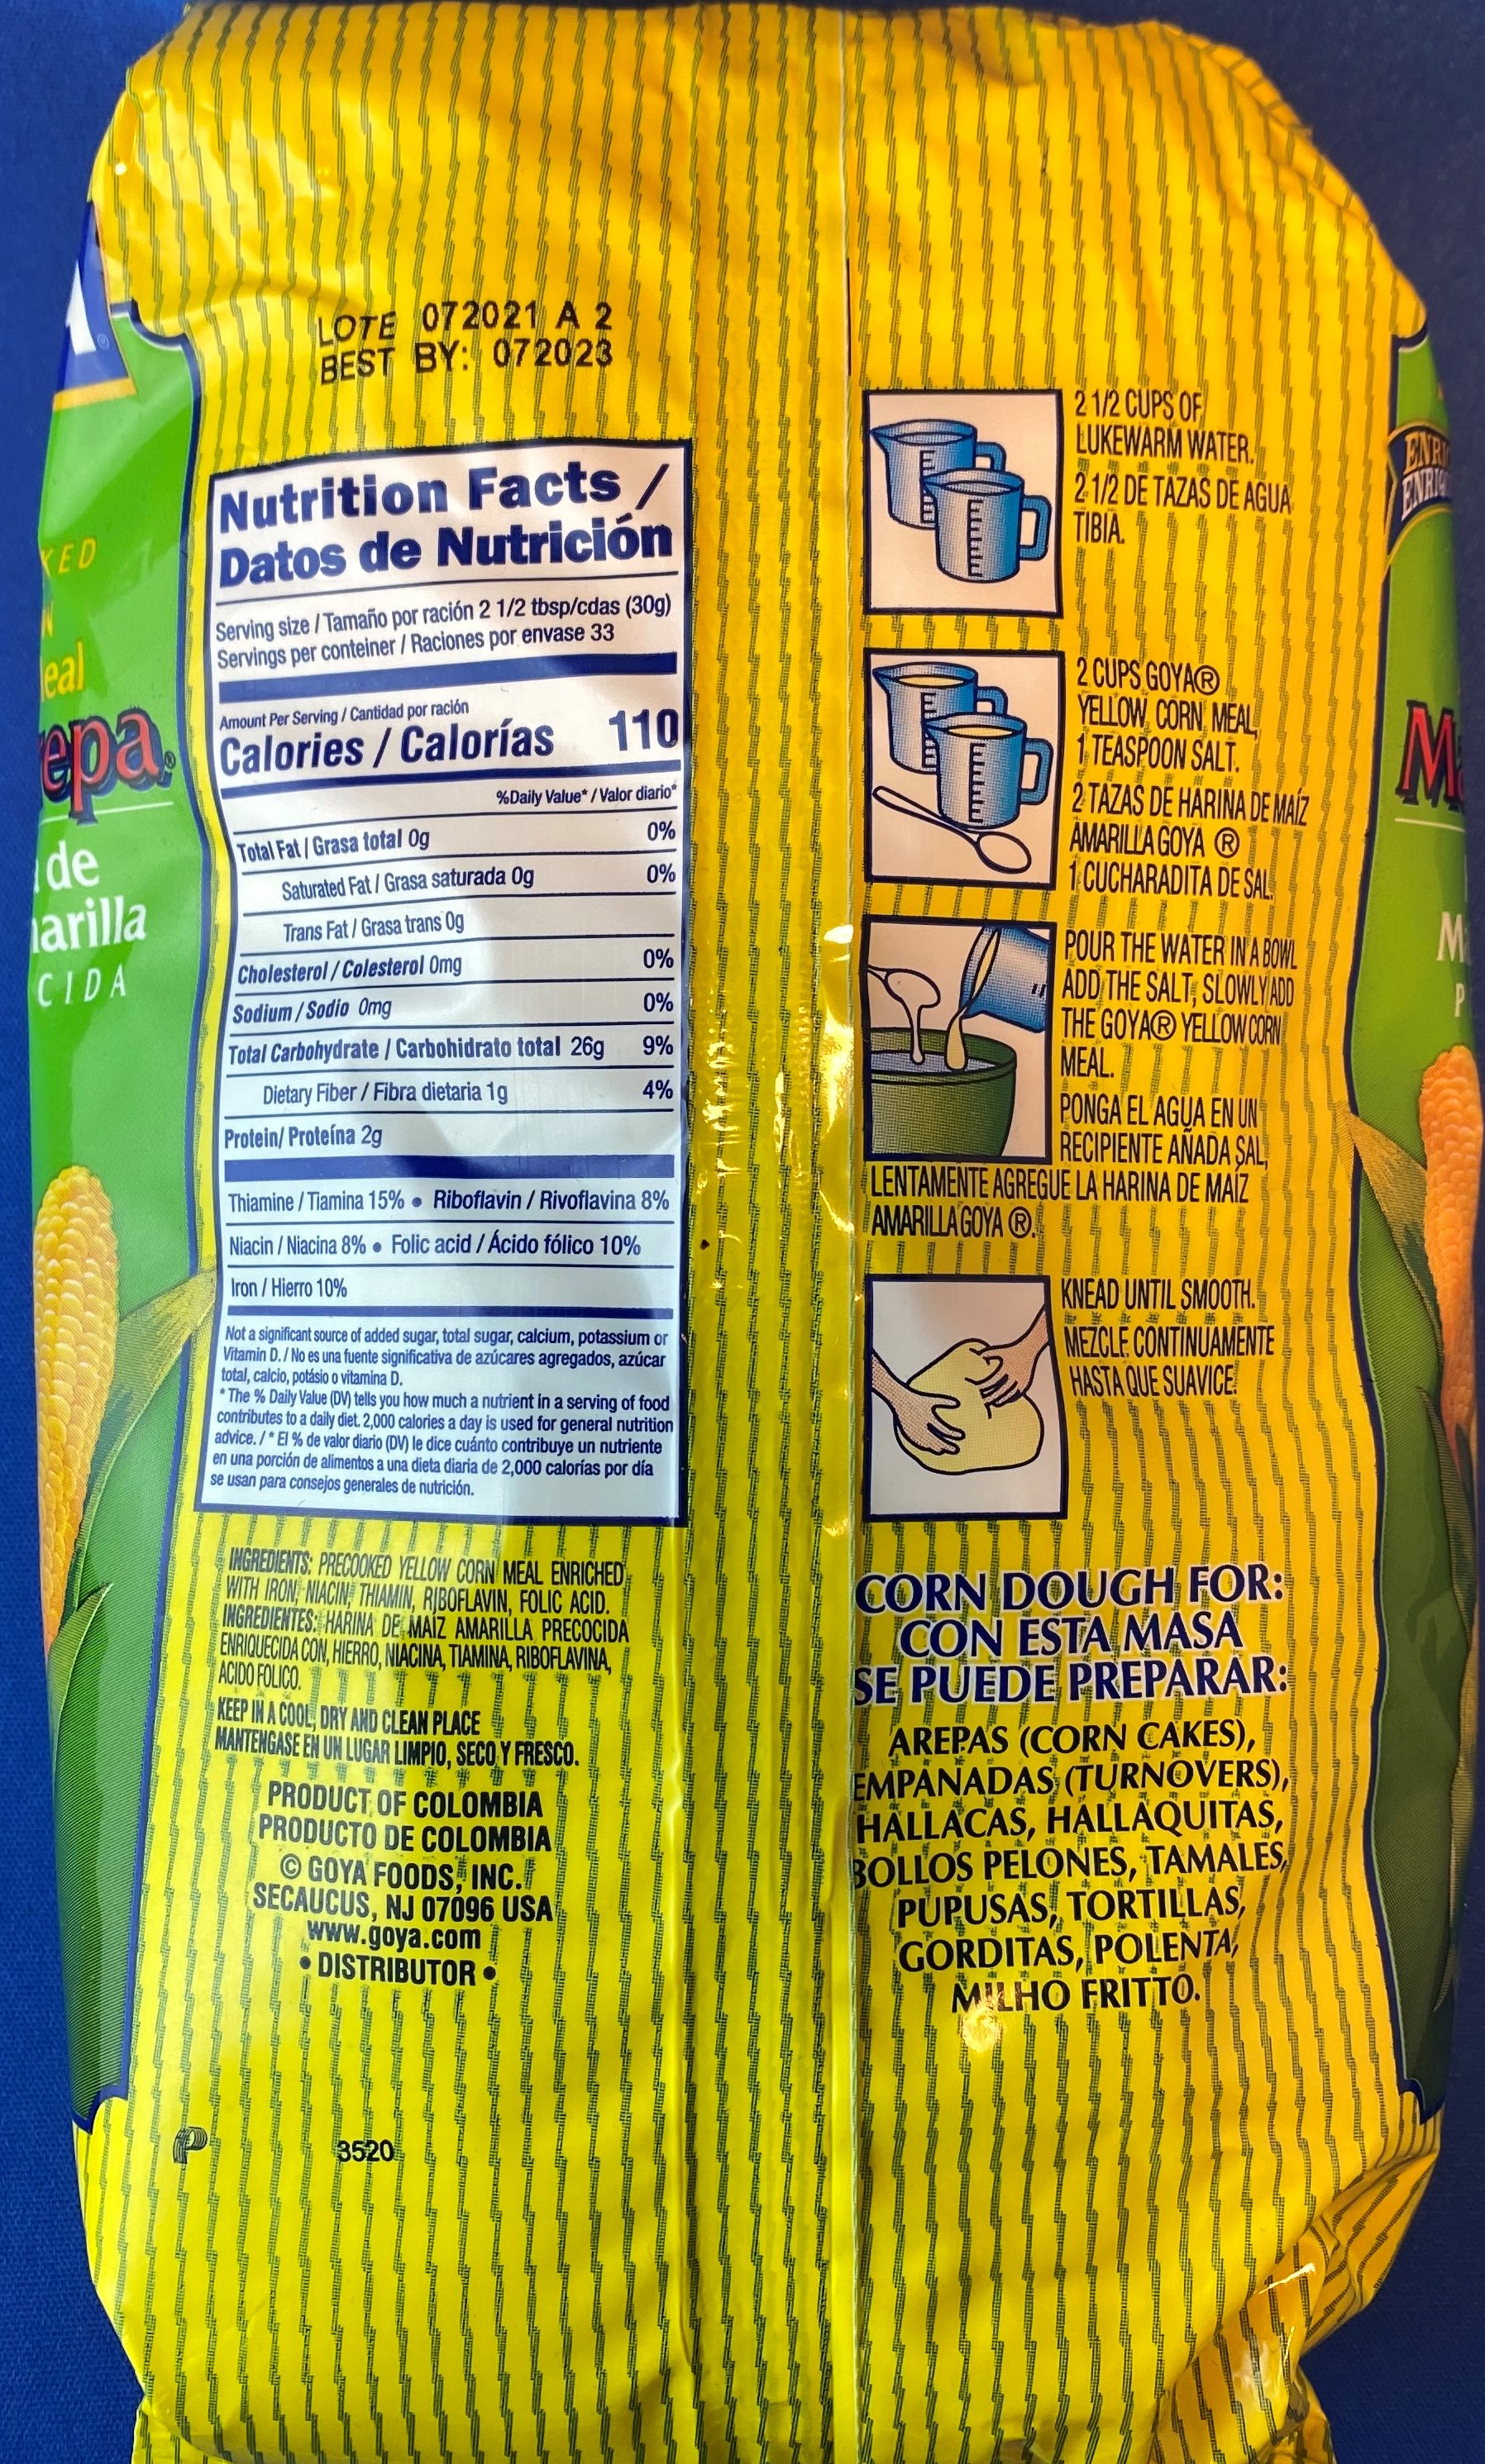 LOTE 072021 A 2
BEST BY: 072023
Nutrition Facts /
Datos de Nutrición
Serving size / Tamaño por ración 2 1/2 tbsp/cdas (30g)
Servings per conteiner / Raciones por envase 33
Amount Per Serving / Cantidad por ración
Calories / Calorías 110
%Daily Value* / Valor diario*
Total Fat / Grasa total 0g 0%
Saturated Fat / Grasa saturada 0g 0%
Trans Fat / Grasa trans 0g
Cholesterol / Colesterol 0mg 0%
Sodium / Sodio 0mg 0%
Total Carbohydrate / Carbohidrato total 26g 9%
Dietary Fiber / Fibra dietaria 1g 4%
Protein/ Proteína 2g
Thiamine / Tiamina 15% • Riboflavin / Rivoflavina 8%
Niacin / Niacina 8% • Folic acid / Ácido fólico 10%
Iron / Hierro 10%
Not a significant source of added sugar, total sugar, calcium, potassium or
Vitamin D. / No es una fuente significativa de azúcares agregados, azúcar
total, calcio, potásio o vitamina D.
* The % Daily Value (DV) tells you how much a nutrient in a serving of food
contributes to a daily diet. 2,000 calories a day is used for general nutrition
advice. / * El % de valor diario (DV) le dice cuánto contribuye un nutriente
en una porción de alimentos a una dieta diaria de 2,000 calorías por día
se usan para consejos generales de nutrición.
INGREDIENTS: PRECOOKED YELLOW CORN MEAL ENRICHED
WITH IRON, NIACIN, THIAMIN, RIBOFLAVIN, FOLIC ACID.
INGREDIENTES: HARINA DE MAÍZ AMARILLA PRECOCIDA
ENRIQUECIDA CON, HIERRO, NIACINA, TIAMINA, RIBOFLAVINA,
ACIDO FOLICO.
KEEP IN A COOL, DRY AND CLEAN PLACE
MANTENGASE EN UN LUGAR LIMPIO, SECO Y FRESCO.
PRODUCT OF COLOMBIA
PRODUCTO DE COLOMBIA
© GOYA FOODS, INC.
SECAUCUS, NJ 07096 USA
www.goya.com
• DISTRIBUTOR •
P
3520
2 1/2 CUPS OF
LUKEWARM WATER.
2 1/2 DE TAZAS DE AGUA
TIBIA.
2 CUPS GOYA®
YELLOW CORN MEAL
1 TEASPOON SALT.
2 TAZAS DE HARINA DE MAÍZ
AMARILLA GOYA ®
1 CUCHARADITA DE SAL.
POUR THE WATER IN A BOWL
ADD THE SALT, SLOWLY ADD
THE GOYA® YELLOW CORN
MEAL.
PONGA EL AGUA EN UN
RECIPIENTE AÑADA SAL,
LENTAMENTE AGREGUE LA HARINA DE MAÍZ
AMARILLA GOYA ®.
KNEAD UNTIL SMOOTH.
MEZCLE CONTINUAMENTE
HASTA QUE SUAVICE.
CORN DOUGH FOR:
CON ESTA MASA
SE PUEDE PREPARAR:
AREPAS (CORN CAKES),
EMPANADAS (TURNOVERS),
HALLACAS, HALLAQUITAS,
BOLLOS PELONES, TAMALES,
PUPUSAS, TORTILLAS,
GORDITAS, POLENTA,
MILHO FRITTO.
A®
KED
N
eal
epa®
de
arilla
CIDA
ENRI
ENRI
Ma
M
P